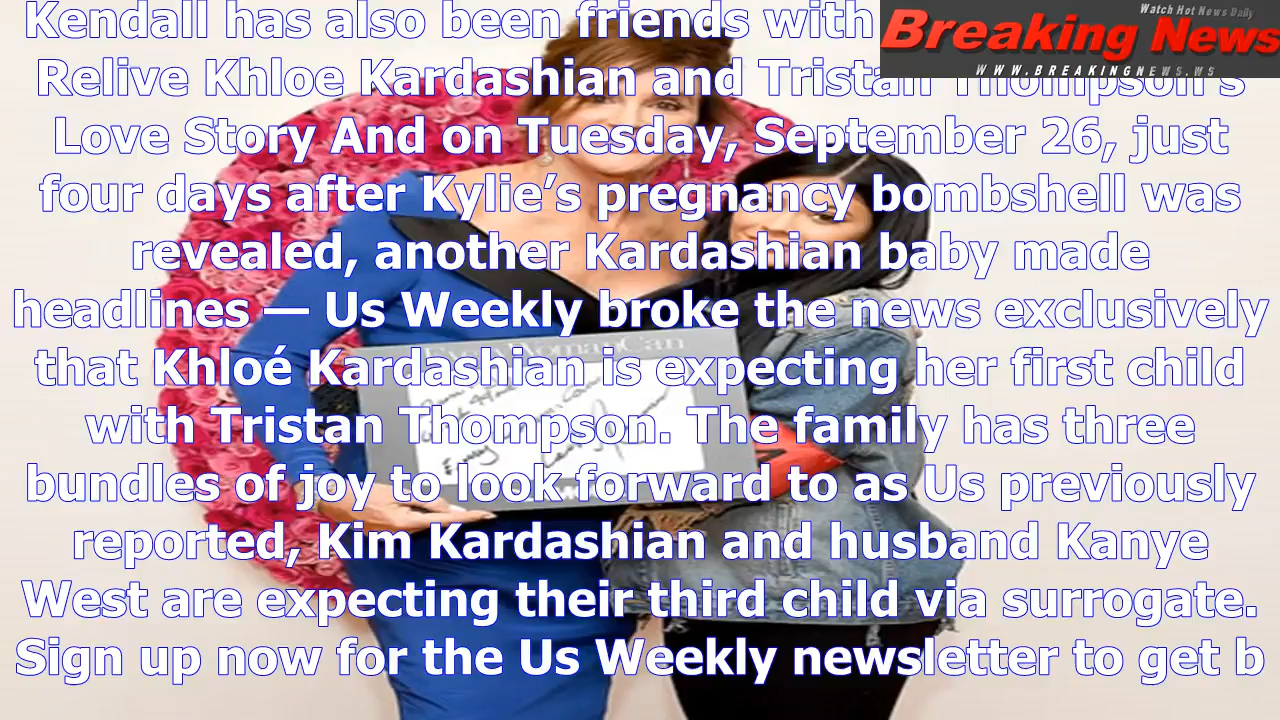 Kendall has also been friends with
Watch Hot News Daily
Breaking News
WWW.BREAKINGNEWS.WS
Relive Khloe Kardashian and Tristan Thompson's
Love Story And on Tuesday, September 26, just
four days after Kylie’s pregnancy bombshell was
revealed, another Kardashian baby made
headlines — Us Weekly broke the news exclusively
that Khloé Kardashian is expecting her first child
with Tristan Thompson. The family has three
bundles of joy to look forward to as Us previously
reported, Kim Kardashian and husband Kanye
West are expecting their third child via surrogate.
Sign up now for the Us Weekly newsletter to get b